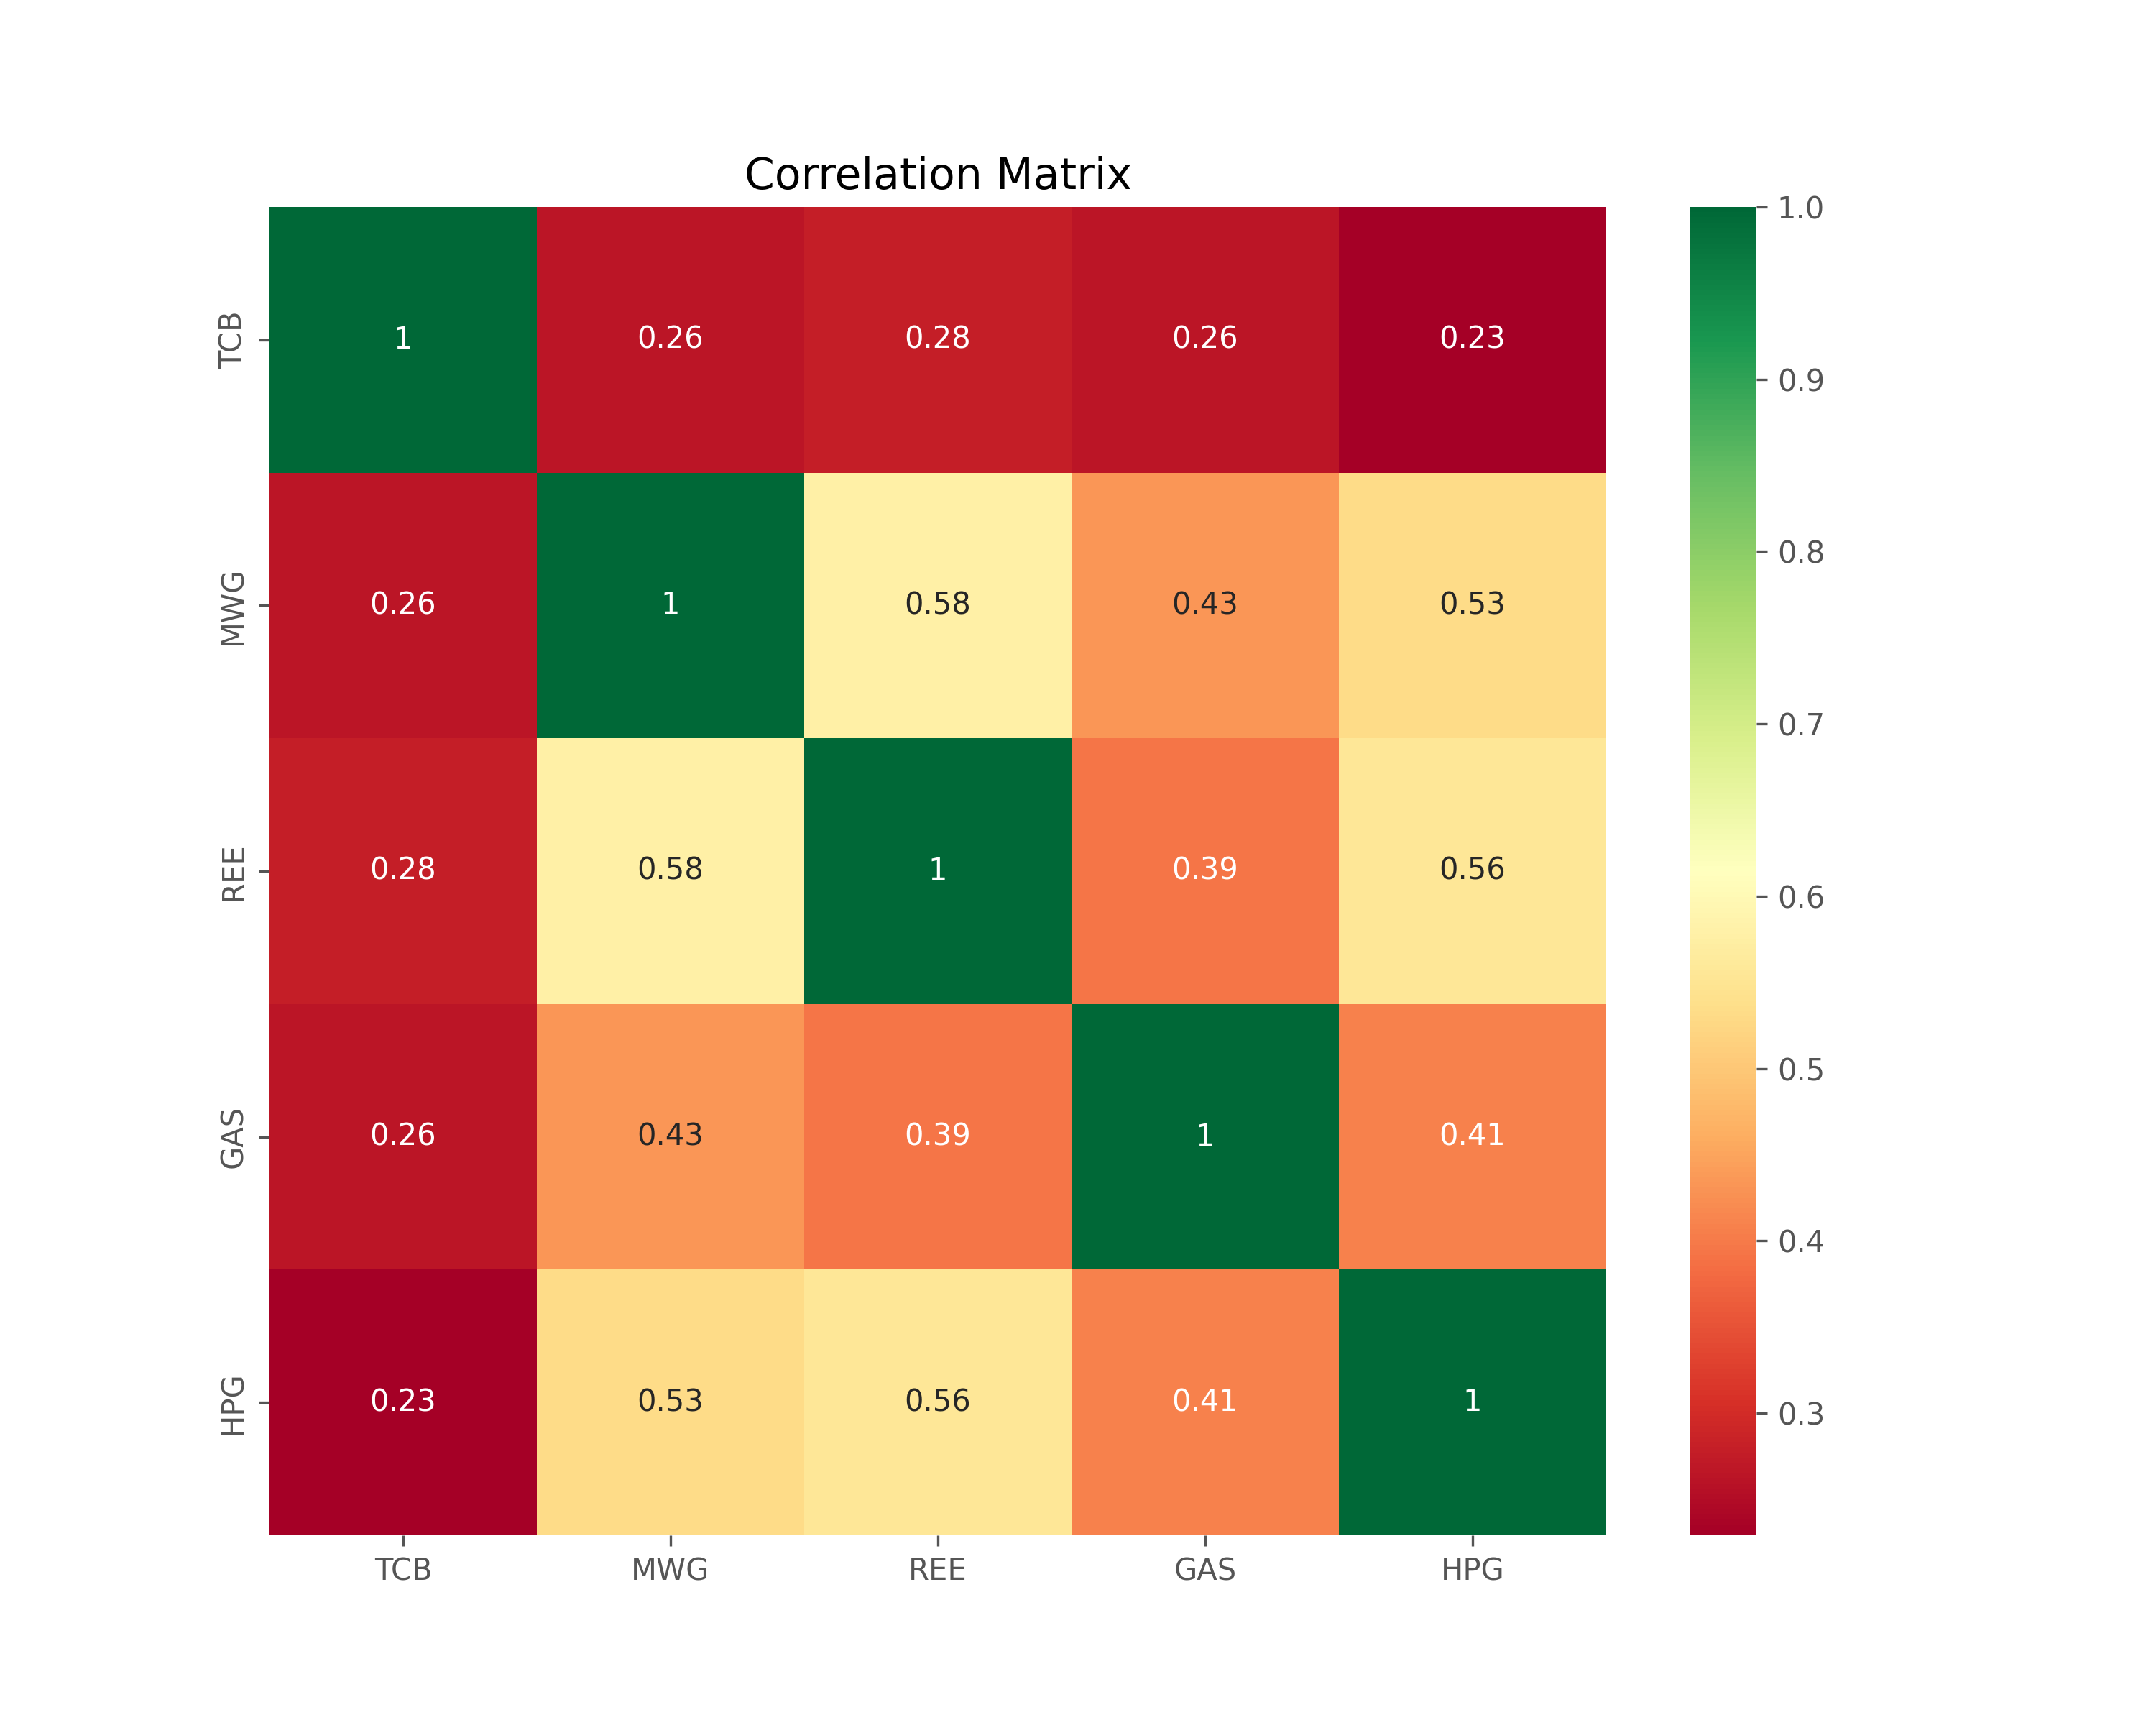 Correlation Matrix
TCB 1 0.26 0.28 0.26 0.23
MWG 0.26 1 0.58 0.43 0.53
REE 0.28 0.58 1 0.39 0.56
GAS 0.26 0.43 0.39 1 0.41
HPG 0.23 0.53 0.56 0.41 1
TCB MWG REE GAS HPG
1.0
0.9
0.8
0.7
0.6
0.5
0.4
0.3